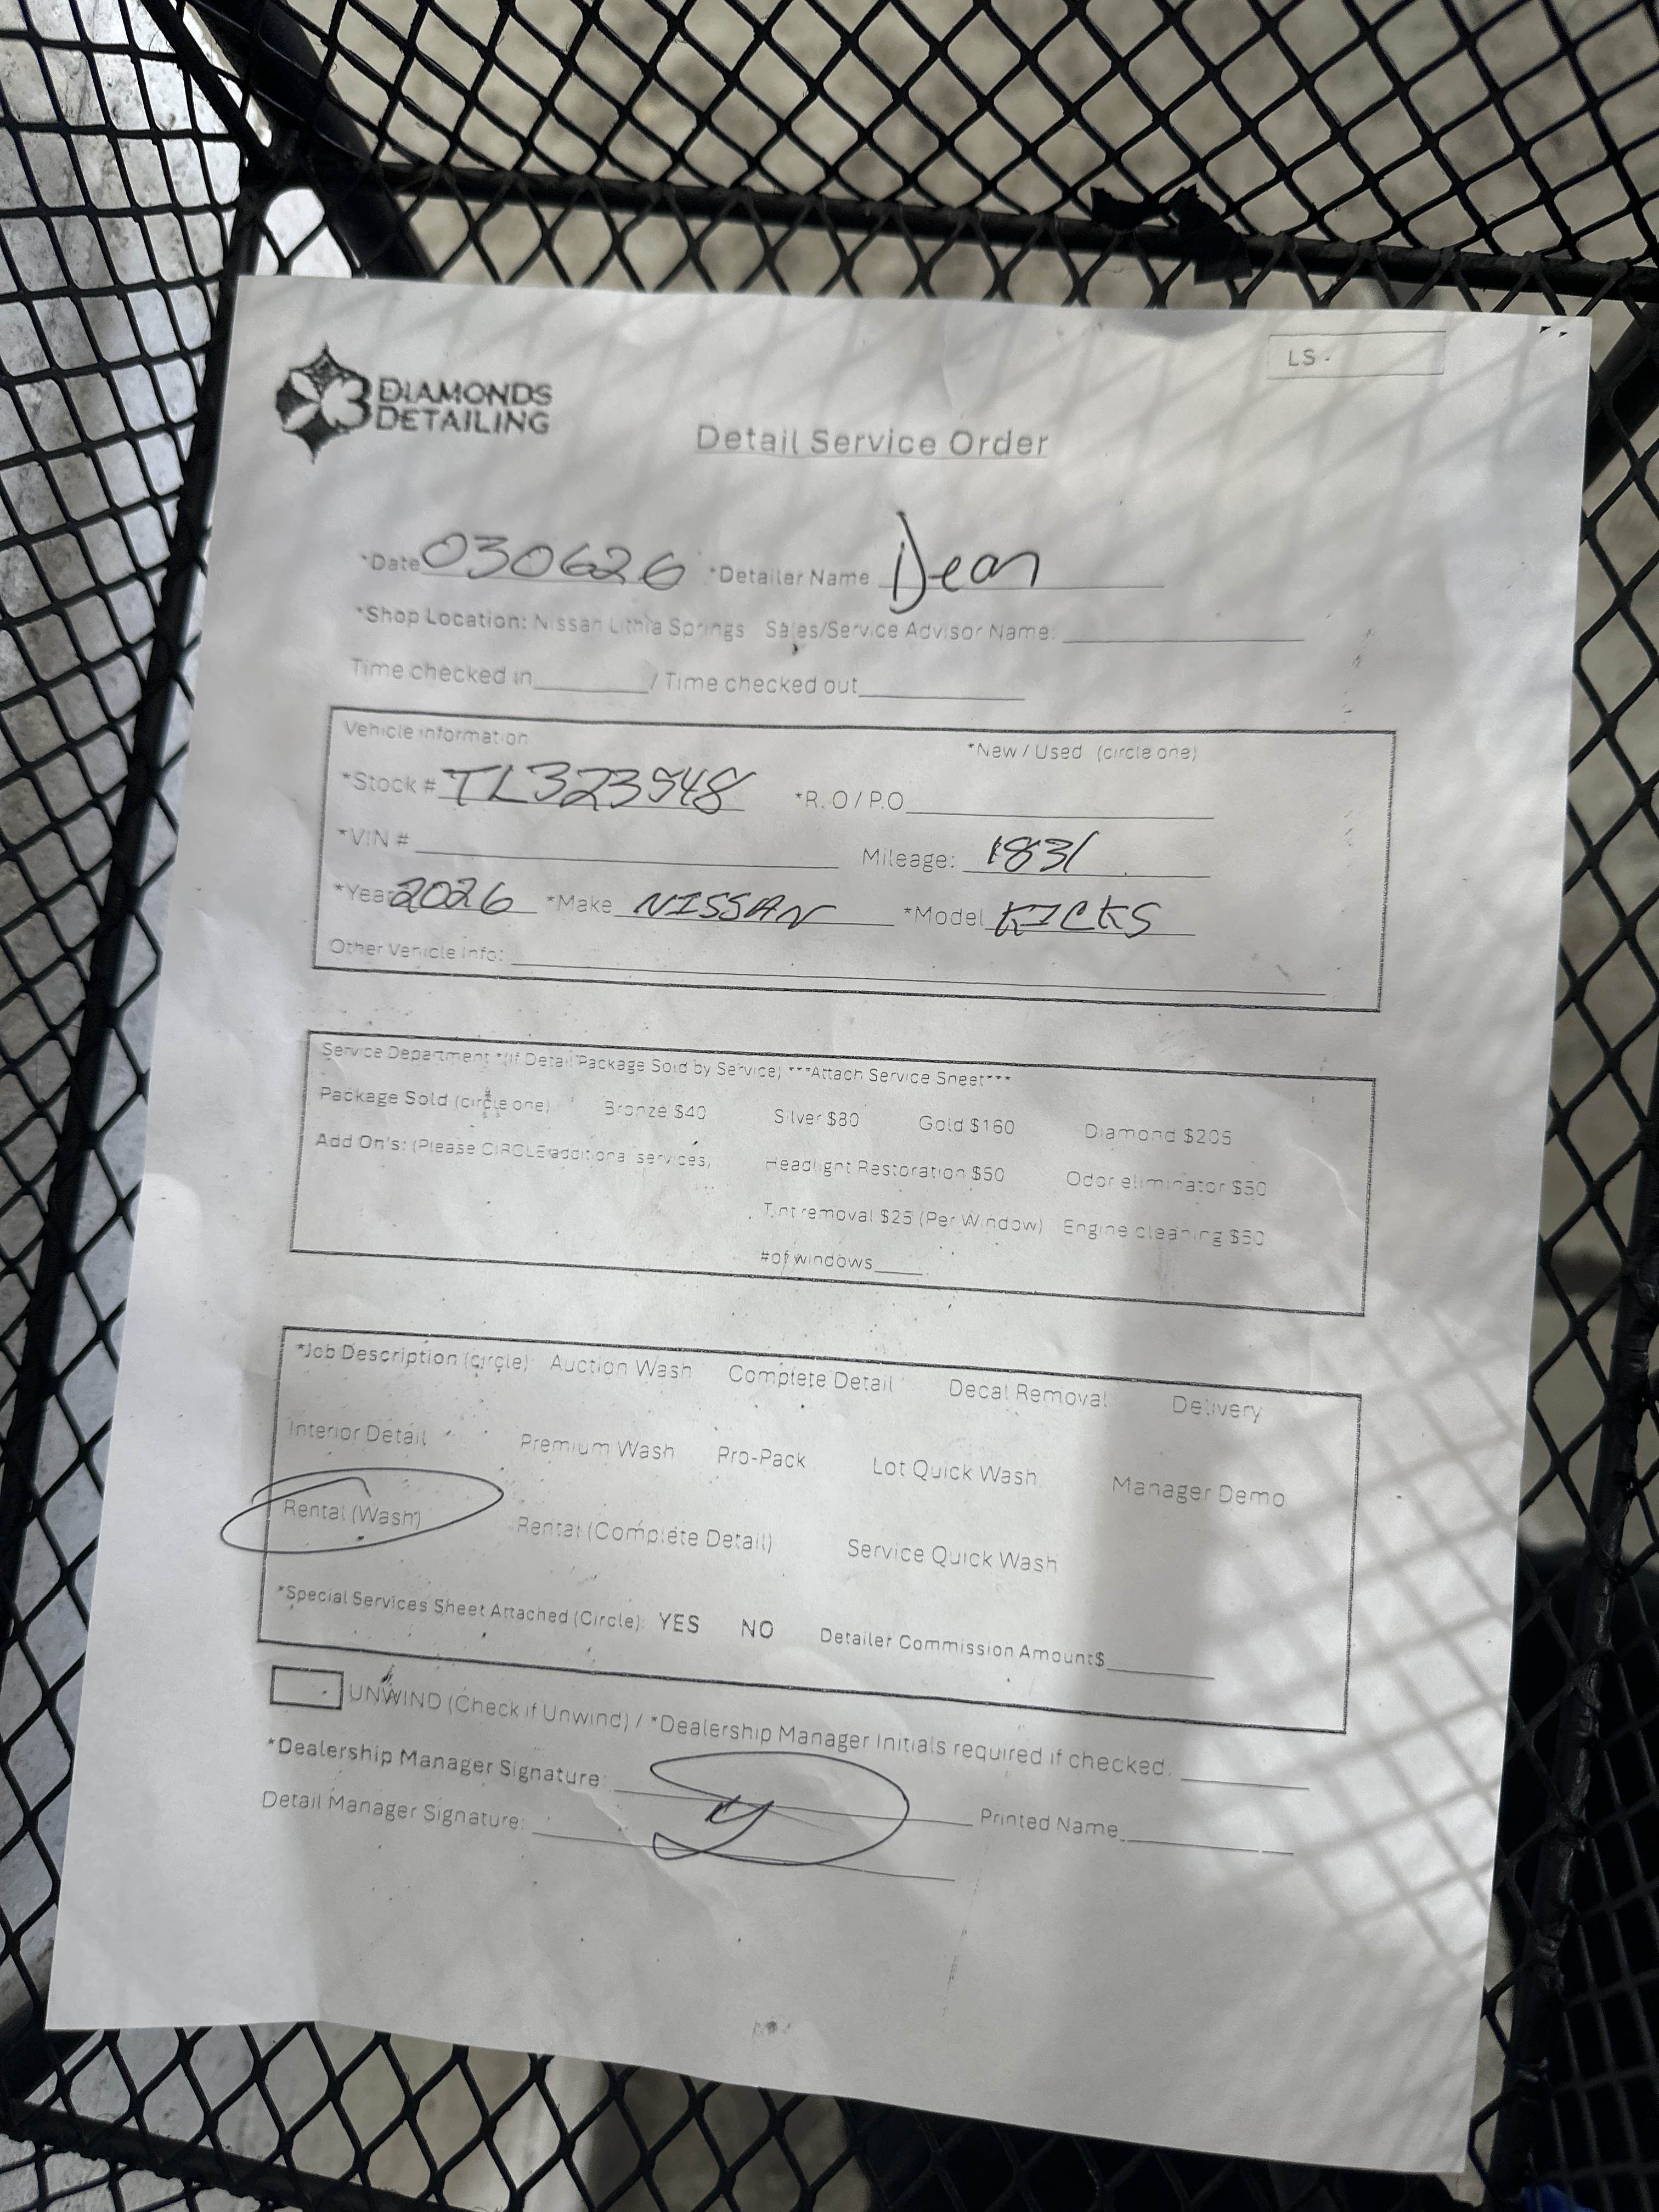 DIAMONDS
DETAILING
LS -
Detail Service Order
*Date 030626 *Detailer Name Dean
*Shop Location: Nissan Lithia Springs Sales/Service Advisor Name:
Time checked in / Time checked out
Vehicle information *New / Used (circle one)
*Stock # TL323548 *R.O / P.O
*VIN # Mileage: 1831
*Year 2026 *Make NISSAN *Model KICKS
Other Vehicle Info:
Service Department *(If Detail Package Sold by Service) ***Attach Service Sheet***
Package Sold (circle one) Bronze $40 Silver $80 Gold $160 Diamond $205
Add On's: (Please CIRCLE additional services) Headlight Restoration $50 Odor eliminator $50
Tint removal $25 (Per Window) Engine cleaning $50
#of windows
*Job Description (circle) Auction Wash Complete Detail Decal Removal Delivery
Interior Detail Premium Wash Pro-Pack Lot Quick Wash Manager Demo
Rental (Wash) Rental (Complete Detail) Service Quick Wash
*Special Services Sheet Attached (Circle): YES NO Detailer Commission Amount$
UNWIND (Check if Unwind) / *Dealership Manager Initials required if checked.
*Dealership Manager Signature: Printed Name
Detail Manager Signature: